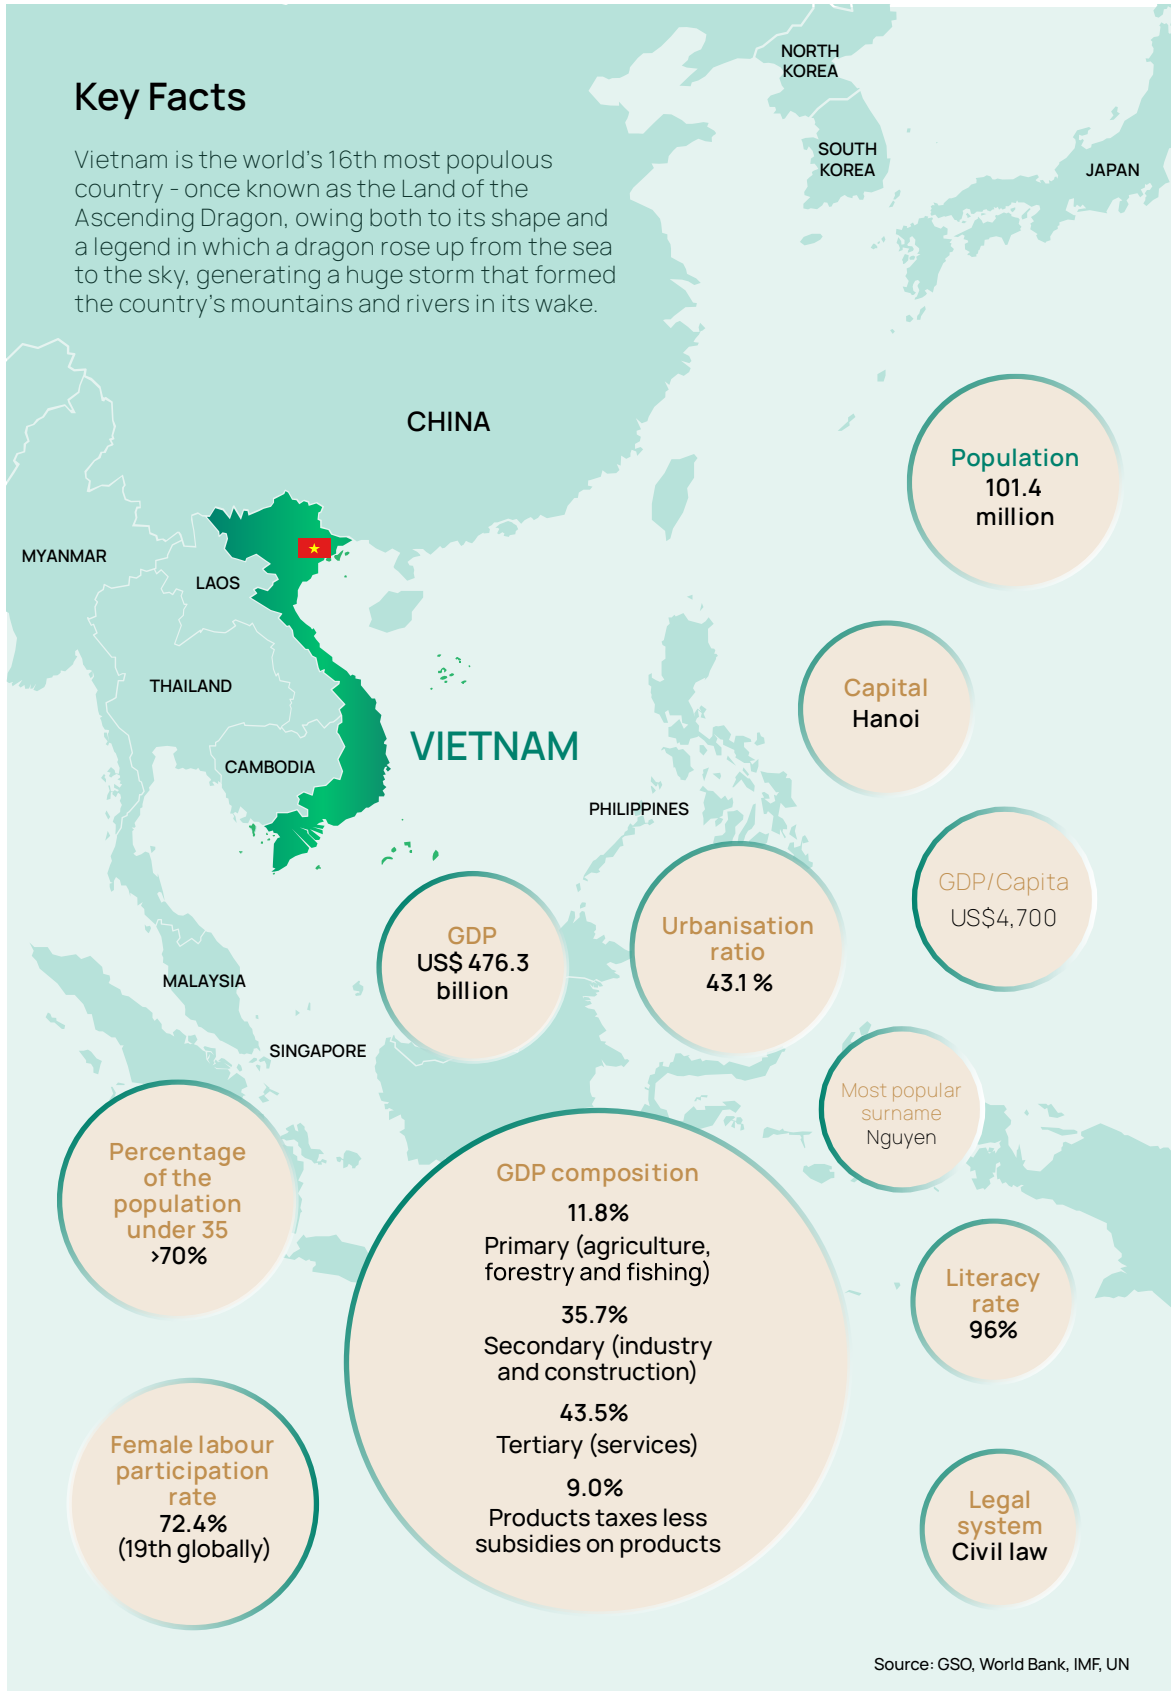 Key Facts
Vietnam is the world's 16th most populous
country - once known as the Land of the
Ascending Dragon, owing both to its shape and
a legend in which a dragon rose up from the sea
to the sky, generating a huge storm that formed
the country's mountains and rivers in its wake.
NORTH
KOREA
SOUTH
KOREA
JAPAN
CHINA
MYANMAR
LAOS
THAILAND
CAMBODIA
VIETNAM
PHILIPPINES
MALAYSIA
SINGAPORE
Population
101.4
million
Capital
Hanoi
GDP/Capita
US$4,700
GDP
US$ 476.3
billion
Urbanisation
ratio
43.1 %
Most popular
surname
Nguyen
Percentage
of the
population
under 35
>70%
GDP composition
11.8%
Primary (agriculture,
forestry and fishing)
35.7%
Secondary (industry
and construction)
43.5%
Tertiary (services)
9.0%
Products taxes less
subsidies on products
Literacy
rate
96%
Female labour
participation
rate
72.4%
(19th globally)
Legal
system
Civil law
Source: GSO, World Bank, IMF, UN